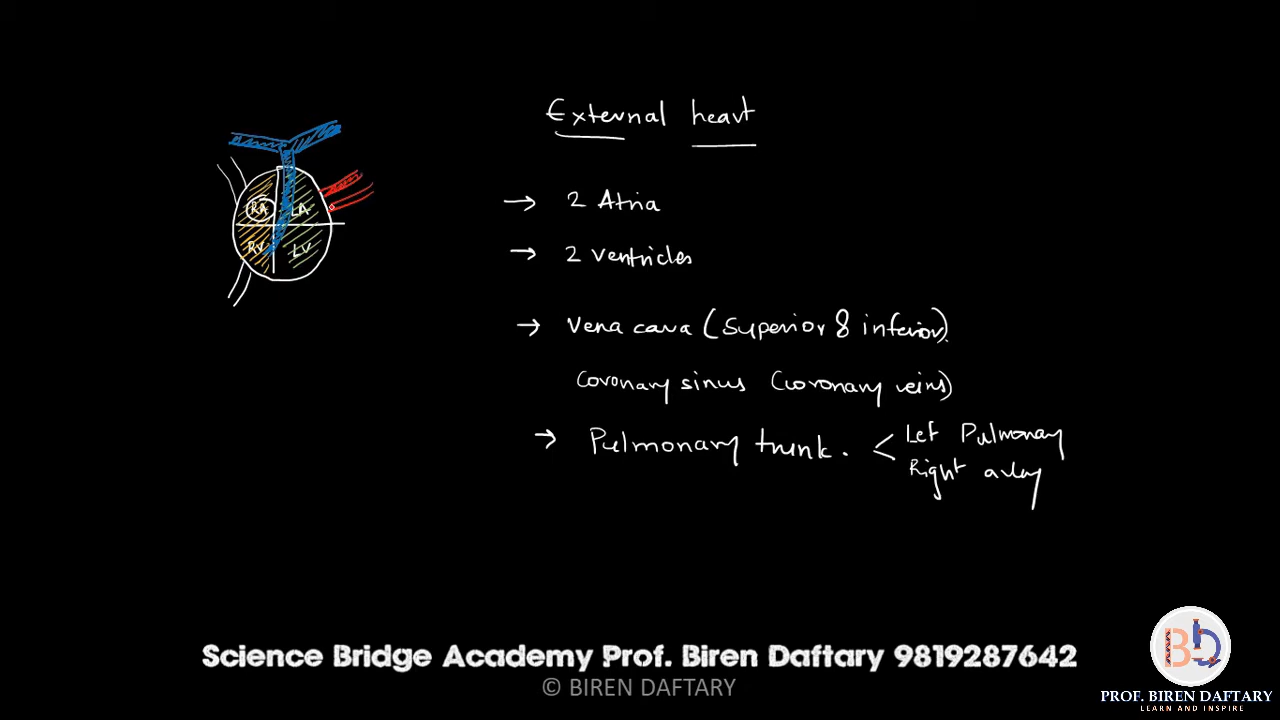 External heart
RA LA
RV LV
→ 2 Atria
→ 2 ventricles
→ Vena cava (Superior & inferior).
Coronary sinus (coronary veins)
→ Pulmonary trunk. < Left Pulmonary
Right artery
Science Bridge Academy Prof. Biren Daftary 9819287642
© BIREN DAFTARY
PROF. BIREN DAFTARY
LEARN AND INSPIRE